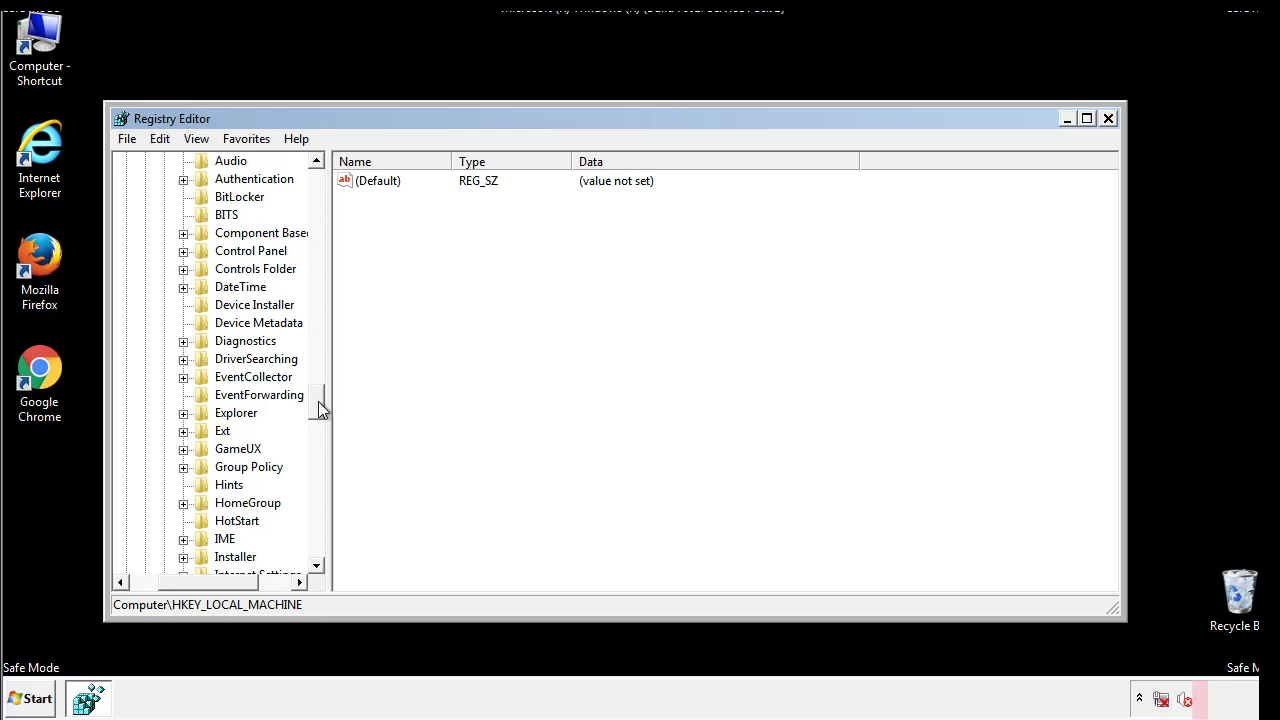 Computer -
Shortcut
Internet
Explorer
Mozilla
Firefox
Google
Chrome
Registry Editor
File Edit View Favorites Help
Audio
Authentication
BitLocker
BITS
Component Base
Control Panel
Controls Folder
DateTime
Device Installer
Device Metadata
Diagnostics
DriverSearching
EventCollector
EventForwarding
Explorer
Ext
GameUX
Group Policy
Hints
HomeGroup
HotStart
IME
Installer
Internet Settings
Name Type Data
ab (Default) REG_SZ (value not set)
Computer\HKEY_LOCAL_MACHINE
Recycle B
Safe Mode
Safe M
Start